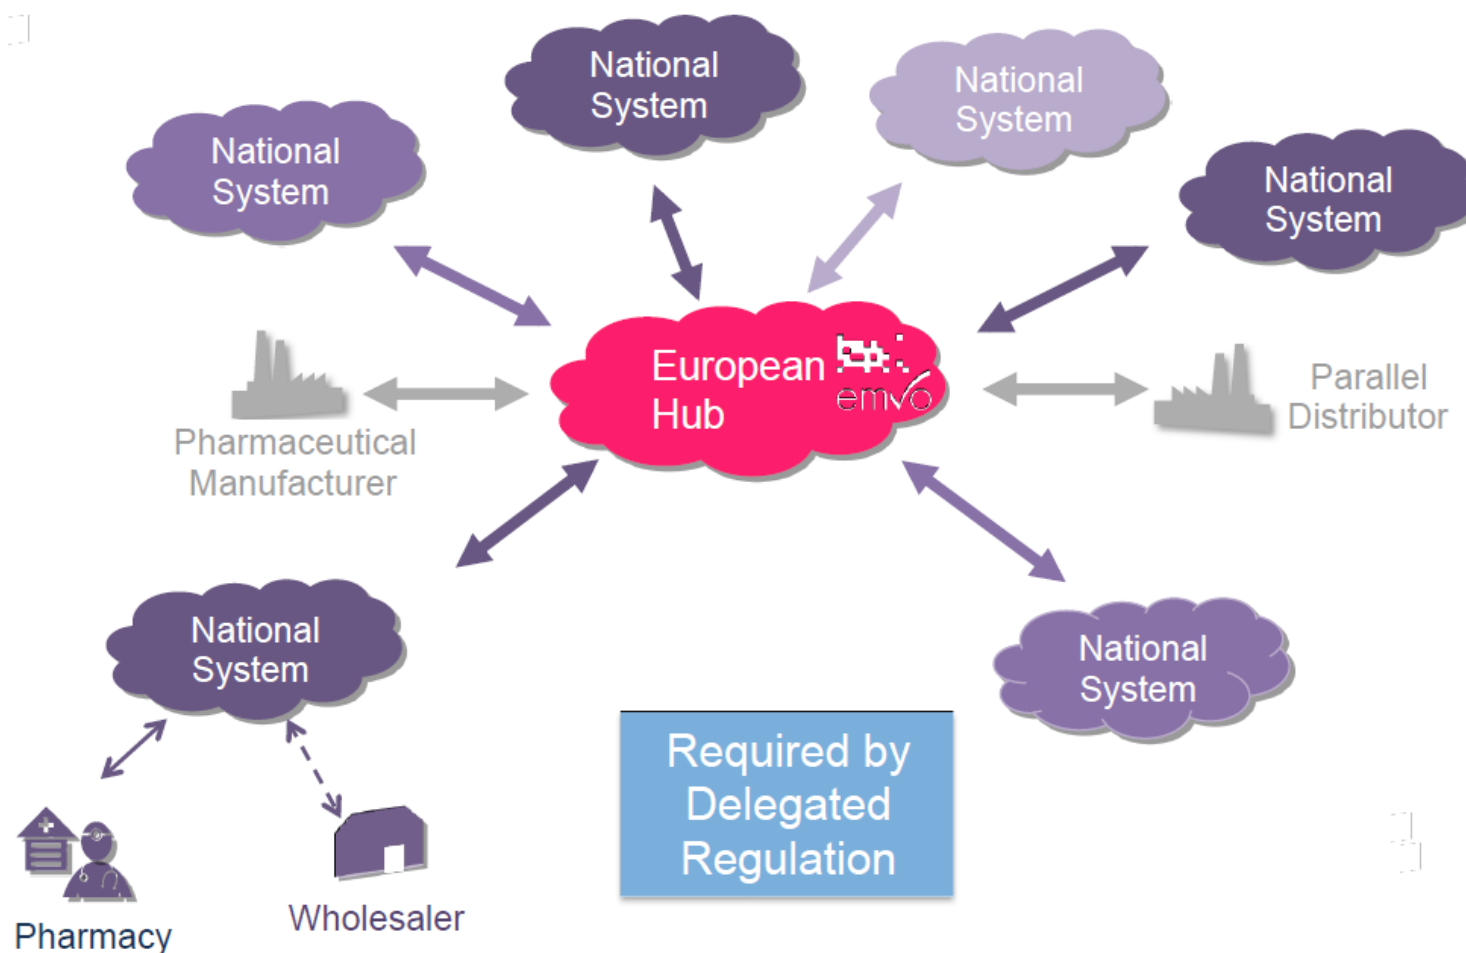 National
System
National
System
National
System
National
System
European
Hub
emvo
Pharmaceutical
Manufacturer
Parallel
Distributor
National
System
National
System
Required by
Delegated
Regulation
Pharmacy
Wholesaler